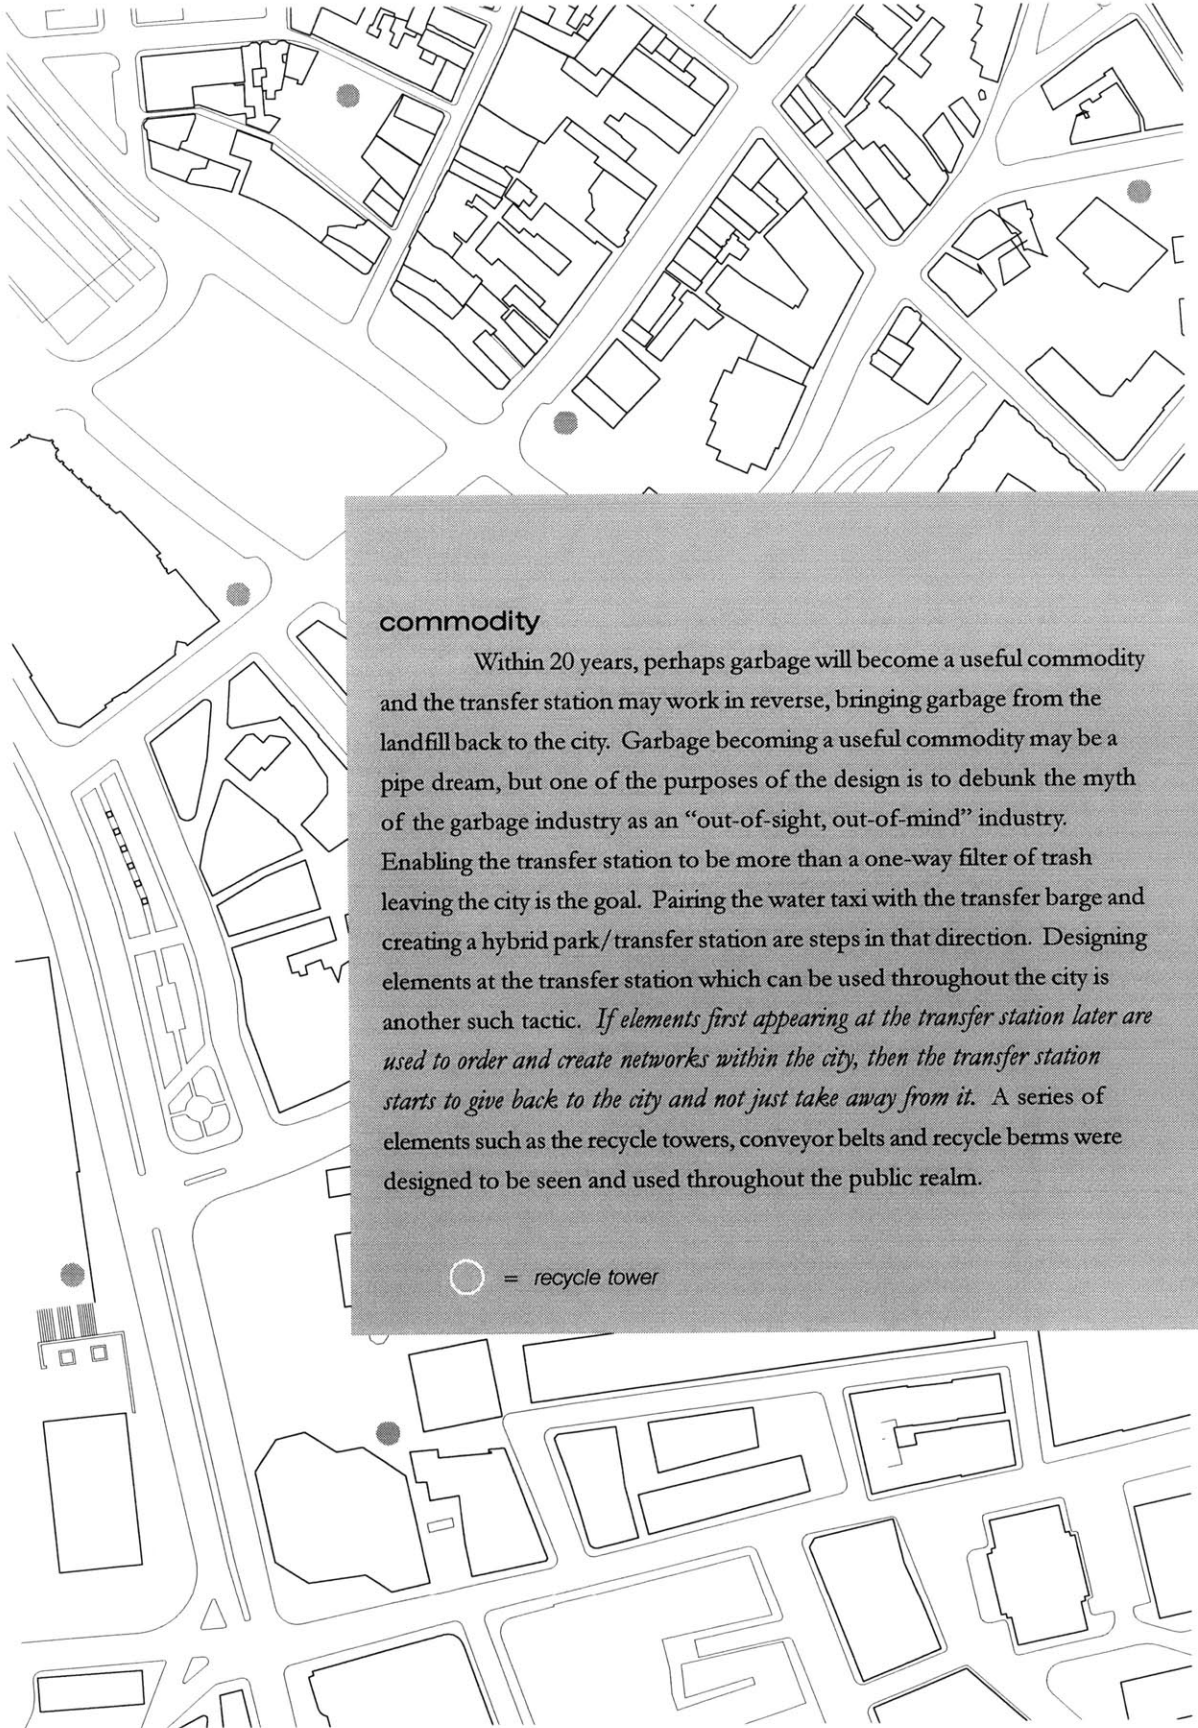 commodity
Within 20 years, perhaps garbage will become a useful commodity
and the transfer station may work in reverse, bringing garbage from the
landfill back to the city. Garbage becoming a useful commodity may be a
pipe dream, but one of the purposes of the design is to debunk the myth
of the garbage industry as an “out-of-sight, out-of-mind” industry.
Enabling the transfer station to be more than a one-way filter of trash
leaving the city is the goal. Pairing the water taxi with the transfer barge and
creating a hybrid park/transfer station are steps in that direction. Designing
elements at the transfer station which can be used throughout the city is
another such tactic. If elements first appearing at the transfer station later are
used to order and create networks within the city, then the transfer station
starts to give back to the city and not just take away from it. A series of
elements such as the recycle towers, conveyor belts and recycle berms were
designed to be seen and used throughout the public realm.
= recycle tower